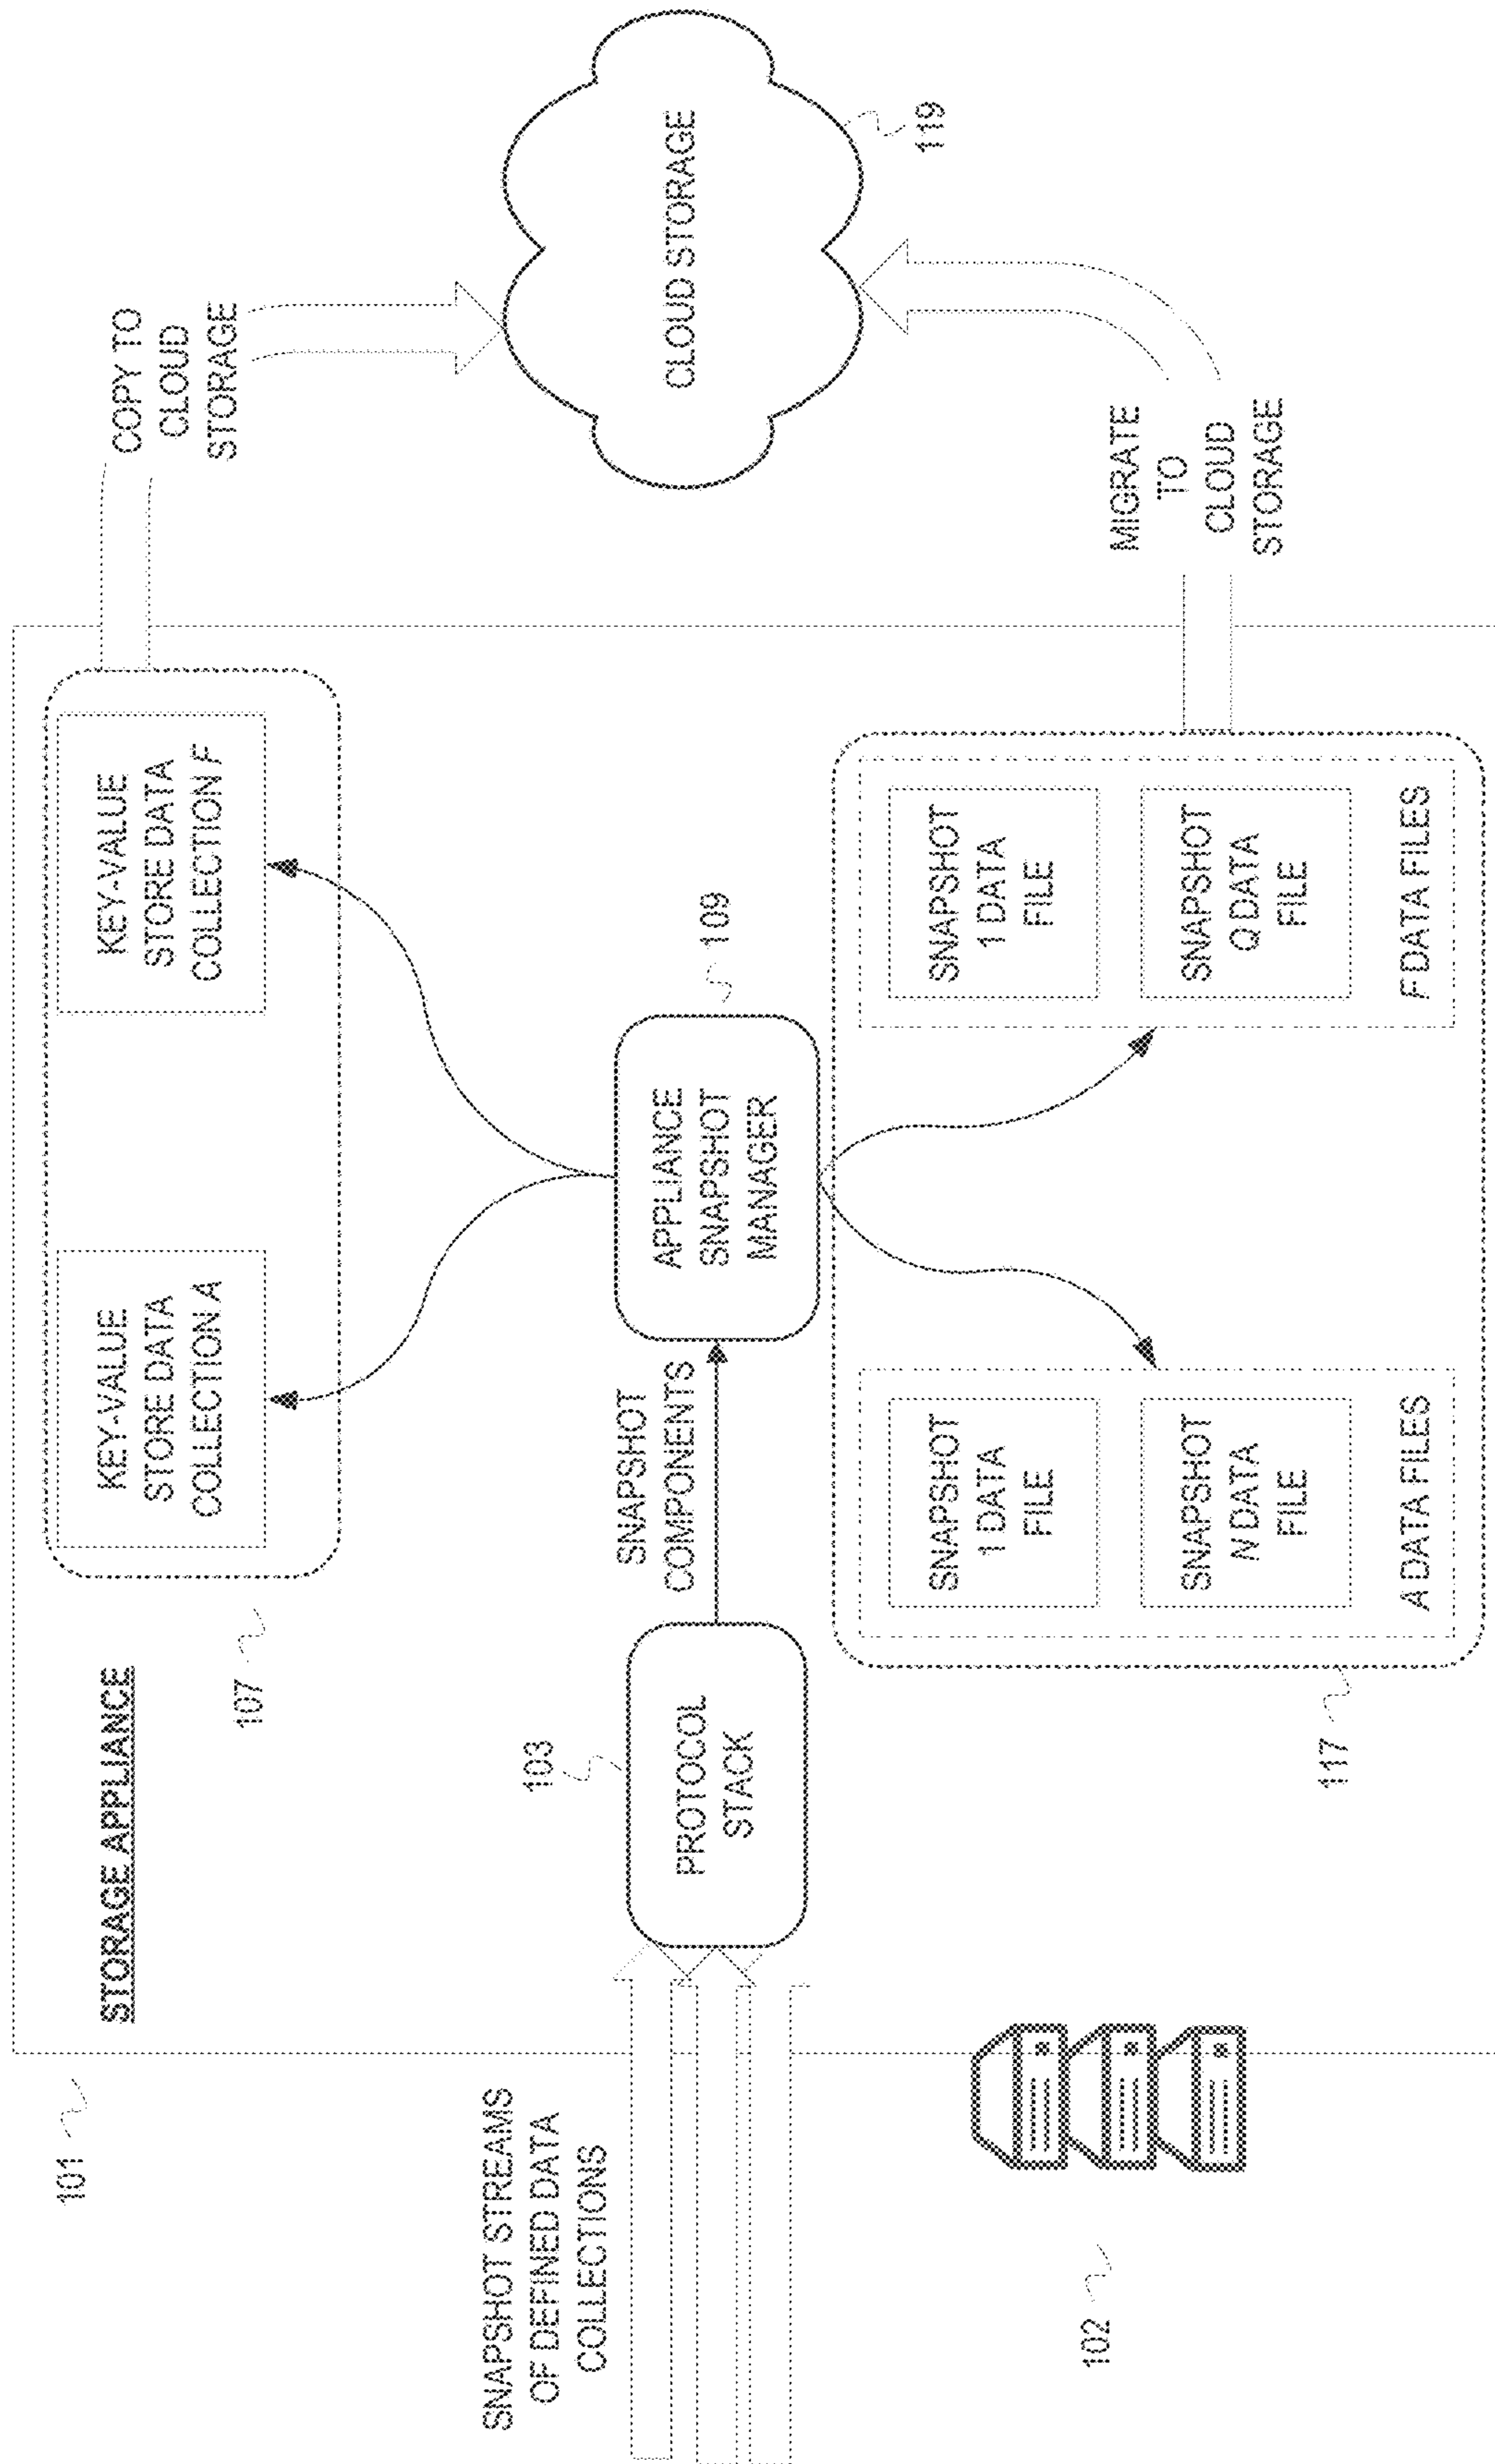 101
STORAGE APPLIANCE
107
KEY-VALUE
STORE DATA
COLLECTION A
KEY-VALUE
STORE DATA
COLLECTION F
COPY TO
CLOUD
STORAGE
SNAPSHOT STREAMS
OF DEFINED DATA
COLLECTIONS
103
PROTOCOL
STACK
SNAPSHOT
COMPONENTS
APPLIANCE
SNAPSHOT
MANAGER
109
CLOUD STORAGE
119
102
117
SNAPSHOT
1 DATA
FILE
SNAPSHOT
N DATA
FILE
A DATA FILES
SNAPSHOT
1 DATA
FILE
SNAPSHOT
Q DATA
FILE
F DATA FILES
MIGRATE
TO
CLOUD
STORAGE